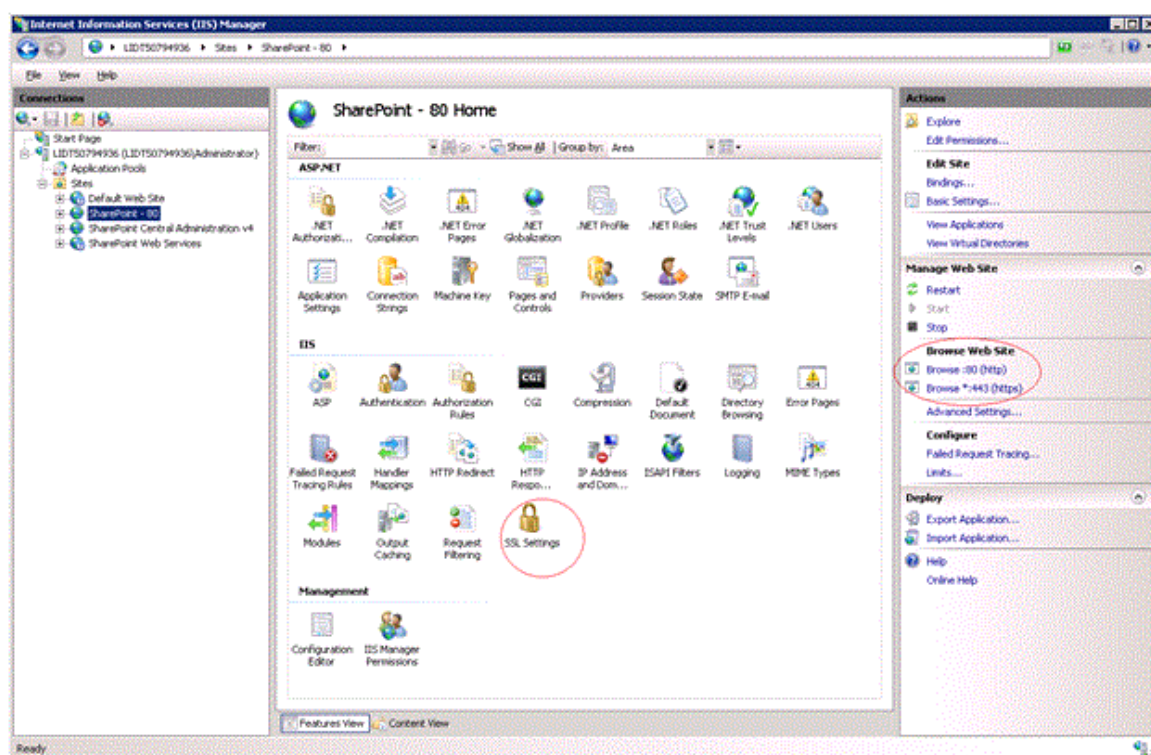 Internet Information Services (IIS) Manager
LIDT50794936 Sites SharePoint - 80
File View Help
Connections
Start Page
LIDT50794936 (LIDT50794936\Administrator)
Application Pools
Sites
Default Web Site
SharePoint - 80
SharePoint Central Administration v4
SharePoint Web Services
SharePoint - 80 Home
Filter: Go Show All Group by: Area
ASP.NET
.NET Authorizati...
.NET Compilation
.NET Error Pages
.NET Globalization
.NET Profile
.NET Roles
.NET Trust Levels
.NET Users
Application Settings
Connection Strings
Machine Key
Pages and Controls
Providers
Session State
SMTP E-mail
IIS
ASP
Authentication
Authorization Rules
CGI
Compression
Default Document
Directory Browsing
Error Pages
Failed Request Tracing Rules
Handler Mappings
HTTP Redirect
HTTP Respo...
IP Address and Dom...
ISAPI Filters
Logging
MIME Types
Modules
Output Caching
Request Filtering
SSL Settings
Management
Configuration Editor
IIS Manager Permissions
Features View Content View
Actions
Explore
Edit Permissions...
Edit Site
Bindings...
Basic Settings...
View Applications
View Virtual Directories
Manage Web Site
Restart
Start
Stop
Browse Web Site
Browse :80 (http)
Browse *:443 (https)
Advanced Settings...
Configure
Failed Request Tracing...
Limits...
Deploy
Export Application...
Import Application...
Help
Online Help
Ready